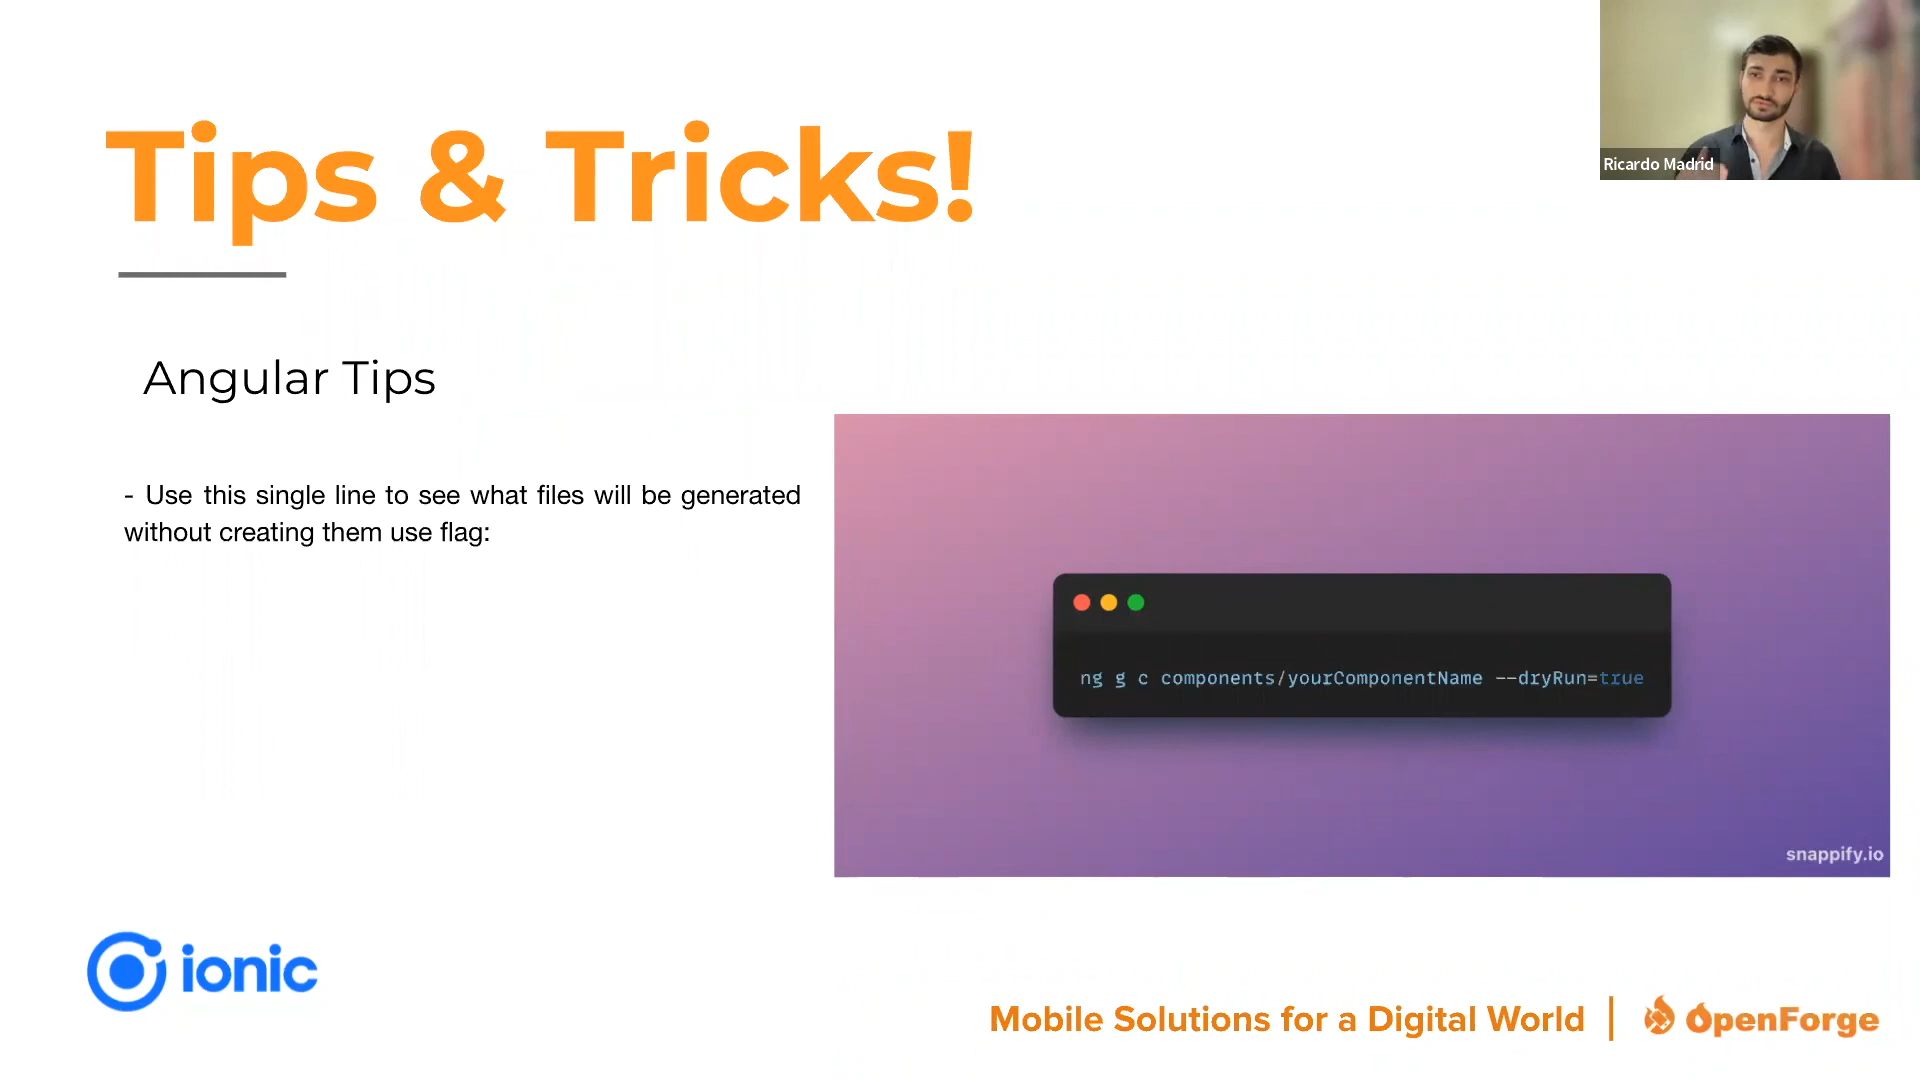 Ricardo Madrid
Tips & Tricks!
Angular Tips
- Use this single line to see what files will be generated
without creating them use flag:
ng g c components/yourComponentName --dryRun=true
snappify.io
ionic
Mobile Solutions for a Digital World | OpenForge